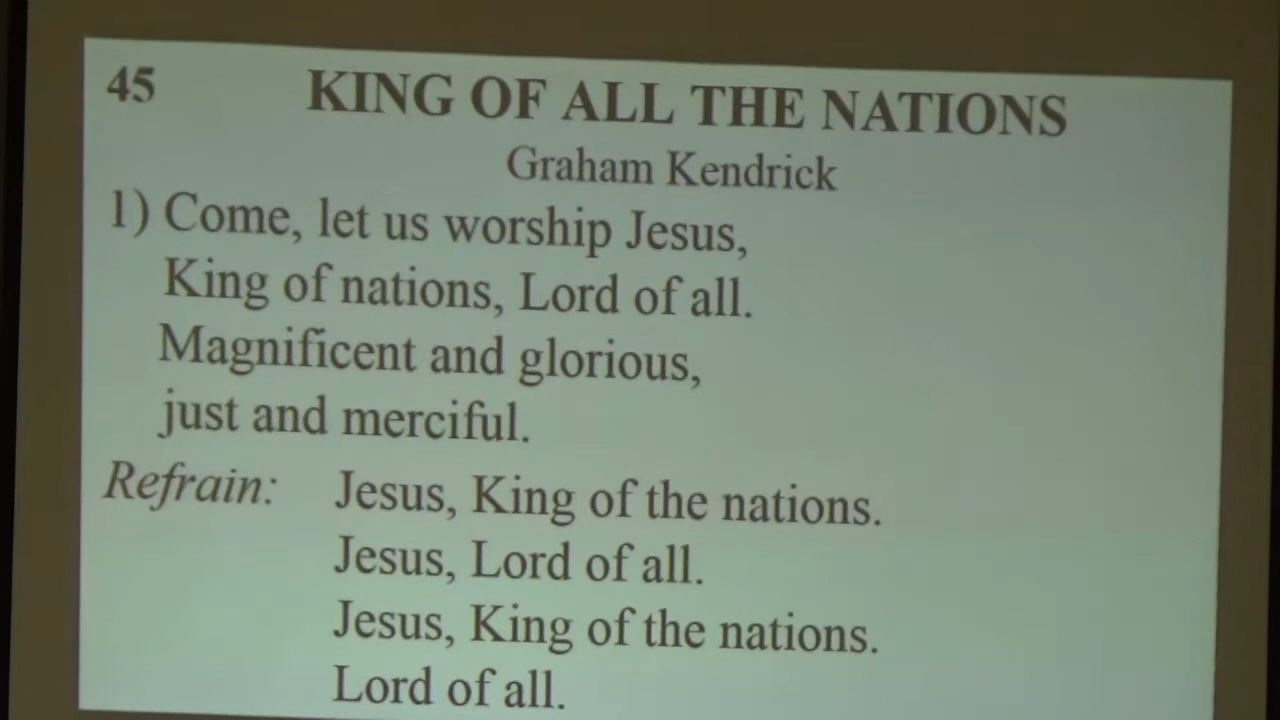 45 KING OF ALL THE NATIONS
Graham Kendrick
1) Come, let us worship Jesus,
King of nations, Lord of all.
Magnificent and glorious,
just and merciful.
Refrain: Jesus, King of the nations.
Jesus, Lord of all.
Jesus, King of the nations.
Lord of all.